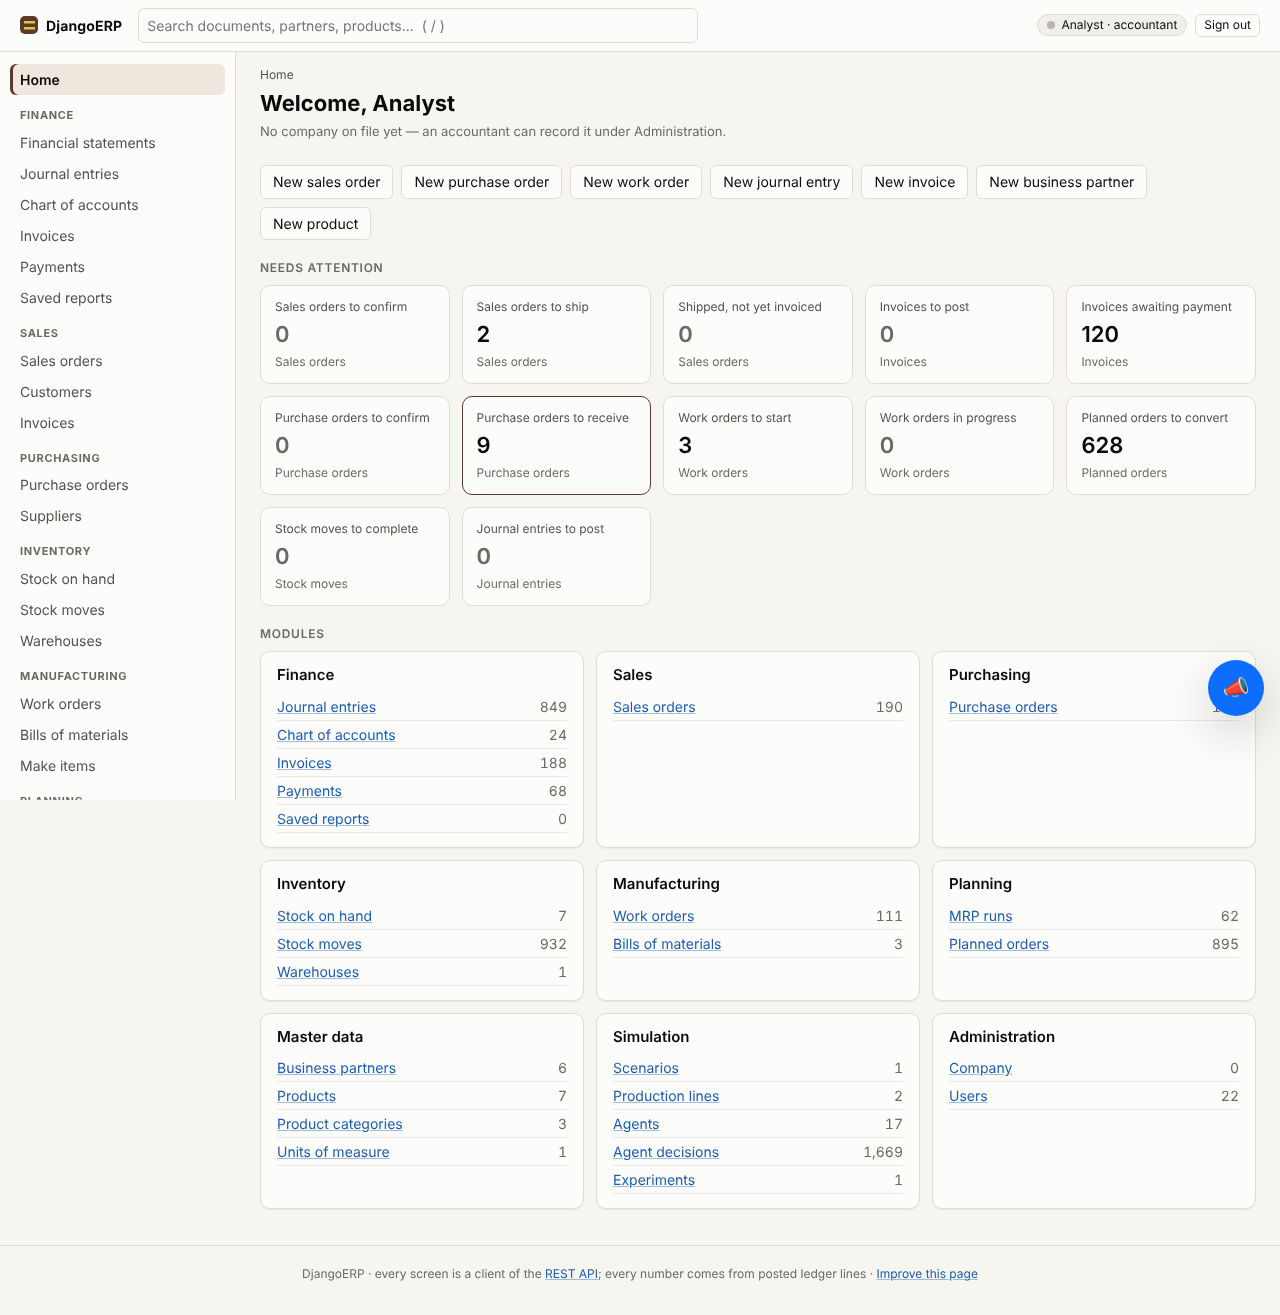 DjangoERP
Search documents, partners, products... ( / )
Analyst · accountant
Sign out
Home
FINANCE
Financial statements
Journal entries
Chart of accounts
Invoices
Payments
Saved reports
SALES
Sales orders
Customers
Invoices
PURCHASING
Purchase orders
Suppliers
INVENTORY
Stock on hand
Stock moves
Warehouses
MANUFACTURING
Work orders
Bills of materials
Make items
PLANNING
Home
Welcome, Analyst
No company on file yet — an accountant can record it under Administration.
New sales order
New purchase order
New work order
New journal entry
New invoice
New business partner
New product
NEEDS ATTENTION
Sales orders to confirm
0
Sales orders
Sales orders to ship
2
Sales orders
Shipped, not yet invoiced
0
Sales orders
Invoices to post
0
Invoices
Invoices awaiting payment
120
Invoices
Purchase orders to confirm
0
Purchase orders
Purchase orders to receive
9
Purchase orders
Work orders to start
3
Work orders
Work orders in progress
0
Work orders
Planned orders to convert
628
Planned orders
Stock moves to complete
0
Stock moves
Journal entries to post
0
Journal entries
MODULES
Finance
Journal entries 849
Chart of accounts 24
Invoices 188
Payments 68
Saved reports 0
Sales
Sales orders 190
Purchasing
Purchase orders
Inventory
Stock on hand 7
Stock moves 932
Warehouses 1
Manufacturing
Work orders 111
Bills of materials 3
Planning
MRP runs 62
Planned orders 895
Master data
Business partners 6
Products 7
Product categories 3
Units of measure 1
Simulation
Scenarios 1
Production lines 2
Agents 17
Agent decisions 1,669
Experiments 1
Administration
Company 0
Users 22
DjangoERP · every screen is a client of the REST API; every number comes from posted ledger lines · Improve this page